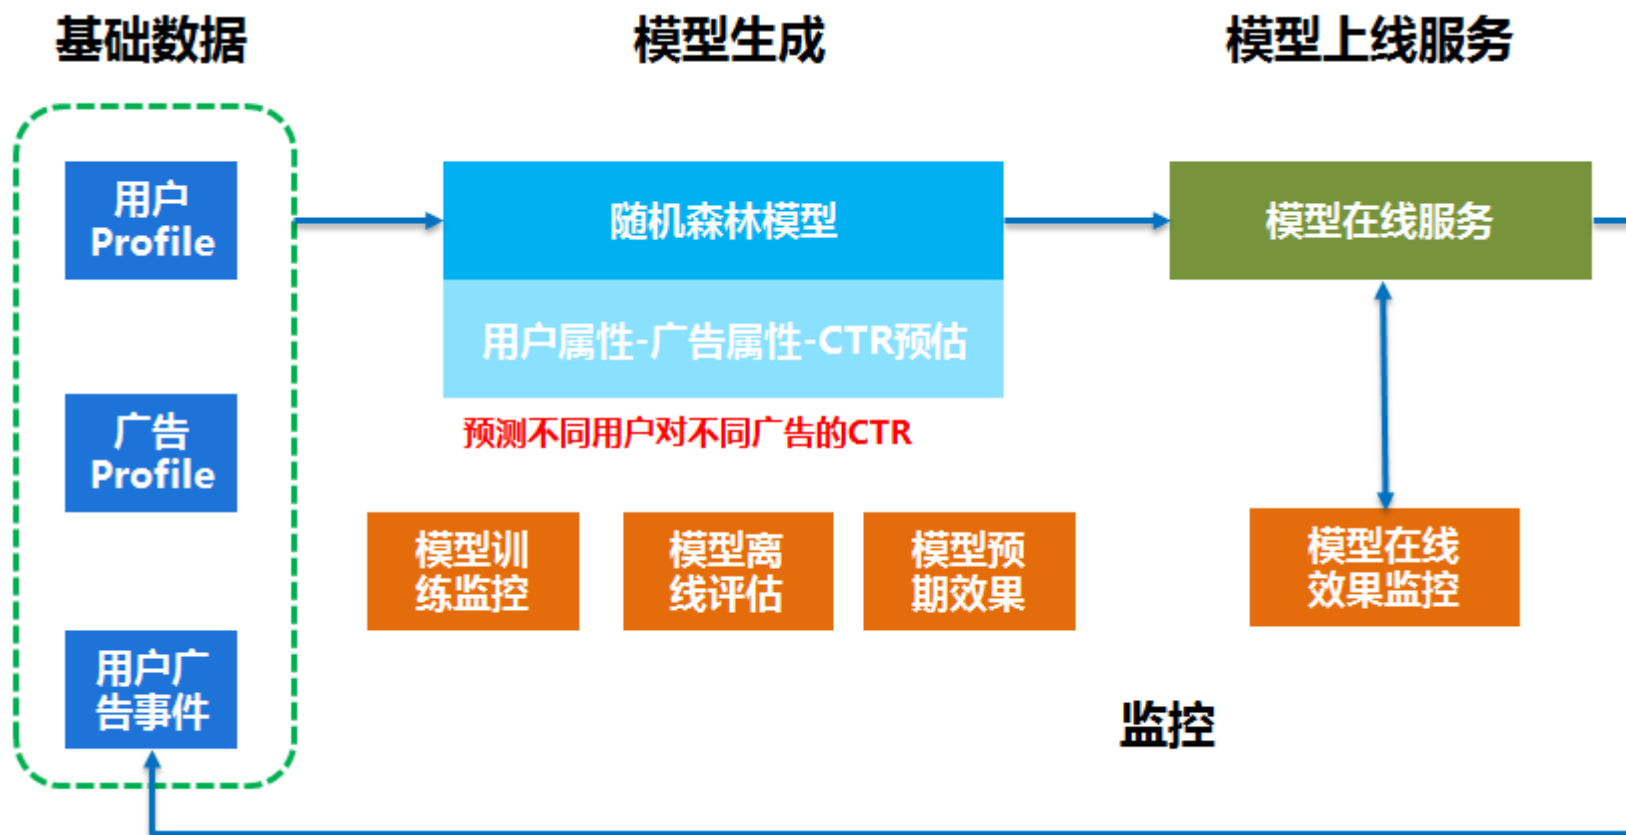 基础数据
模型生成
模型上线服务
用户
Profile
随机森林模型
模型在线服务
用户属性-广告属性-CTR预估
广告
Profile
预测不同用户对不同广告的CTR
模型训
练监控
模型离
线评估
模型预
期效果
模型在线
效果监控
用户广
告事件
监控